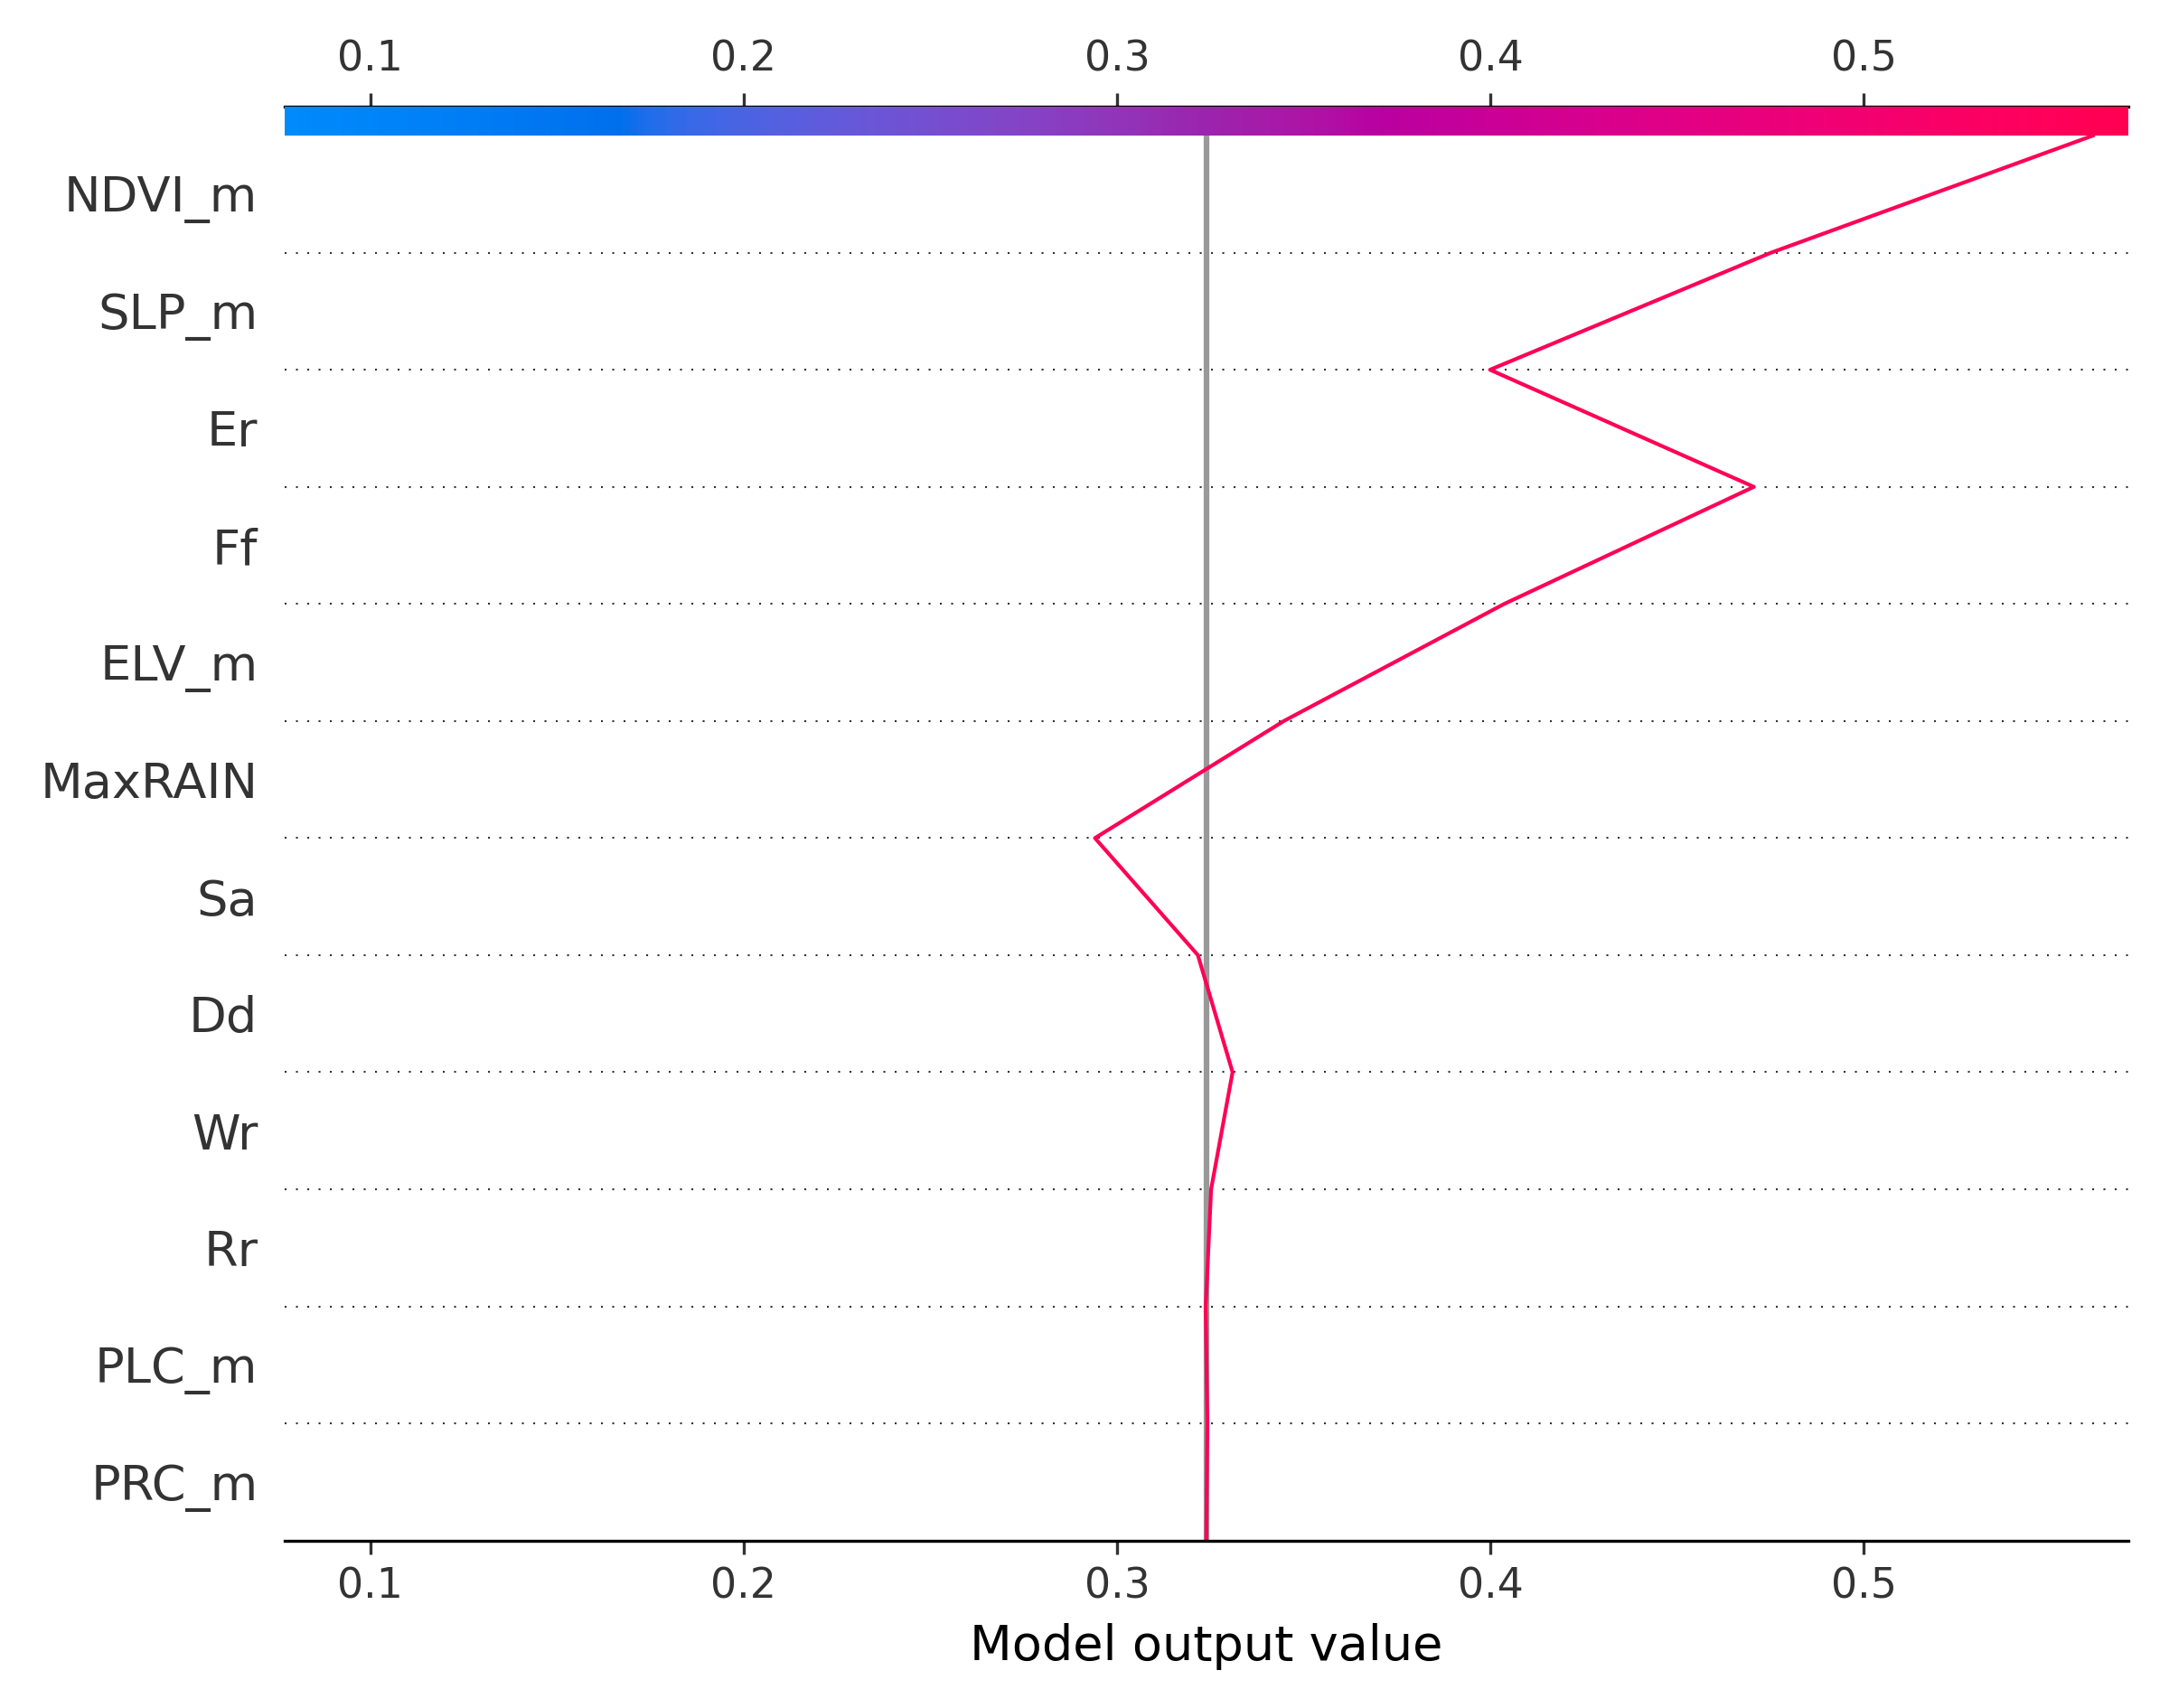 0.1 0.2 0.3 0.4 0.5
NDVI_m
SLP_m
Er
Ff
ELV_m
MaxRAIN
Sa
Dd
Wr
Rr
PLC_m
PRC_m
0.1 0.2 0.3 0.4 0.5
Model output value